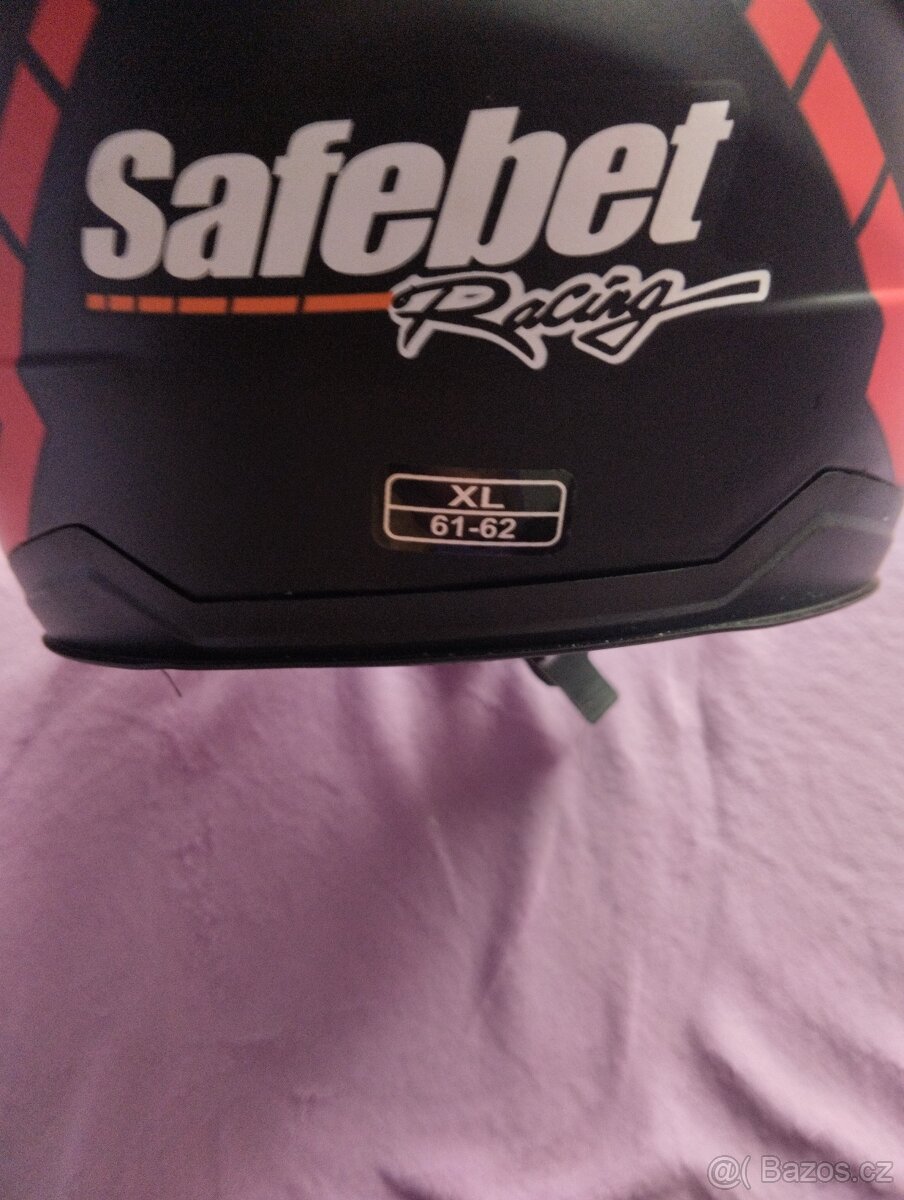 Safebet
Racing
XL
61-62
@( Bazos.cz